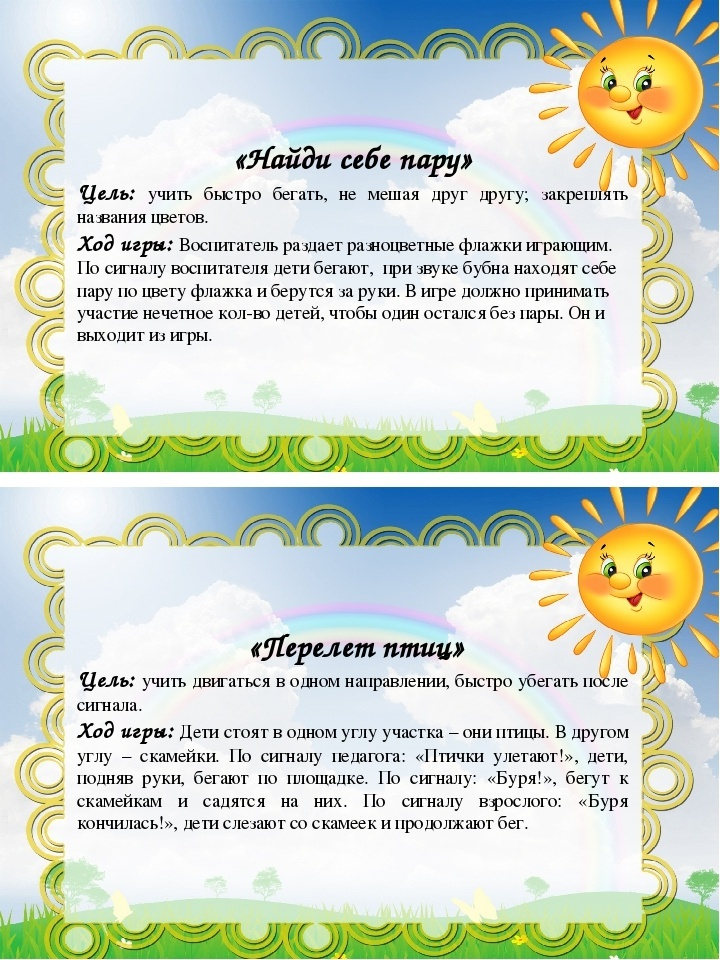 «Найди себе пару»
Цель: учить быстро бегать, не мешая друг другу; закреплять
названия цветов.
Ход игры: Воспитатель раздает разноцветные флажки играющим.
По сигналу воспитателя дети бегают, при звуке бубна находят себе
пару по цвету флажка и берутся за руки. В игре должно принимать
участие нечетное кол-во детей, чтобы один остался без пары. Он и
выходит из игры.
«Перелет птиц»
Цель: учить двигаться в одном направлении, быстро убегать после
сигнала.
Ход игры: Дети стоят в одном углу участка – они птицы. В другом
углу – скамейки. По сигналу педагога: «Птички улетают!», дети,
подняв руки, бегают по площадке. По сигналу: «Буря!», бегут к
скамейкам и садятся на них. По сигналу взрослого: «Буря
кончилась!», дети слезают со скамеек и продолжают бег.